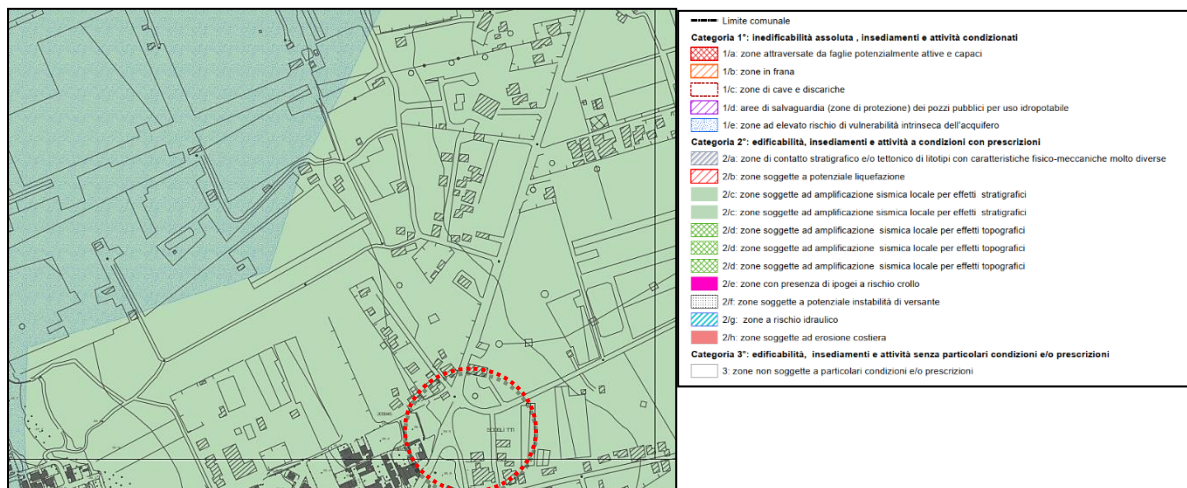 Limite comunale
Categoria 1°: inedificabilità assoluta , insediamenti e attività condizionati
1/a: zone attraversate da faglie potenzialmente attive e capaci
1/b: zone in frana
1/c: zone di cave e discariche
1/d: aree di salvaguardia (zone di protezione) dei pozzi pubblici per uso idropotabile
1/e: zone ad elevato rischio di vulnerabilità intrinseca dell'acquifero
Categoria 2°: edificabilità, insediamenti e attività a condizioni con prescrizioni
2/a: zone di contatto stratigrafico e/o tettonico di litotipi con caratteristiche fisico-meccaniche molto diverse
2/b: zone soggette a potenziale liquefazione
2/c: zone soggette ad amplificazione sismica locale per effetti stratigrafici
2/c: zone soggette ad amplificazione sismica locale per effetti stratigrafici
2/d: zone soggette ad amplificazione sismica locale per effetti topografici
2/d: zone soggette ad amplificazione sismica locale per effetti topografici
2/d: zone soggette ad amplificazione sismica locale per effetti topografici
2/e: zone con presenza di ipogei a rischio crollo
2/f: zone soggette a potenziale instabilità di versante
2/g: zone a rischio idraulico
2/h: zone soggette ad erosione costiera
Categoria 3°: edificabilità, insediamenti e attività senza particolari condizioni e/o prescrizioni
3: zone non soggette a particolari condizioni e/o prescrizioni